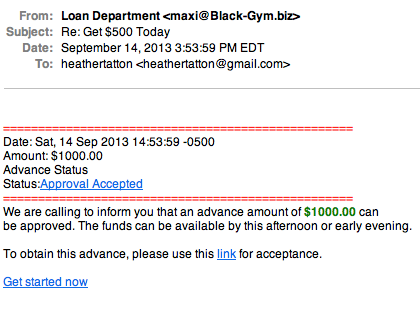 From: Loan Department <maxi@Black-Gym.biz>
Subject: Re: Get $500 Today
Date: September 14, 2013 3:53:59 PM EDT
To: heathertatton <heathertatton@gmail.com>
==================================================
Date: Sat, 14 Sep 2013 14:53:59 -0500
Amount: $1000.00
Advance Status
Status:Approval Accepted
==================================================
We are calling to inform you that an advance amount of $1000.00 can
be approved. The funds can be available by this afternoon or early evening.
To obtain this advance, please use this link for acceptance.
Get started now